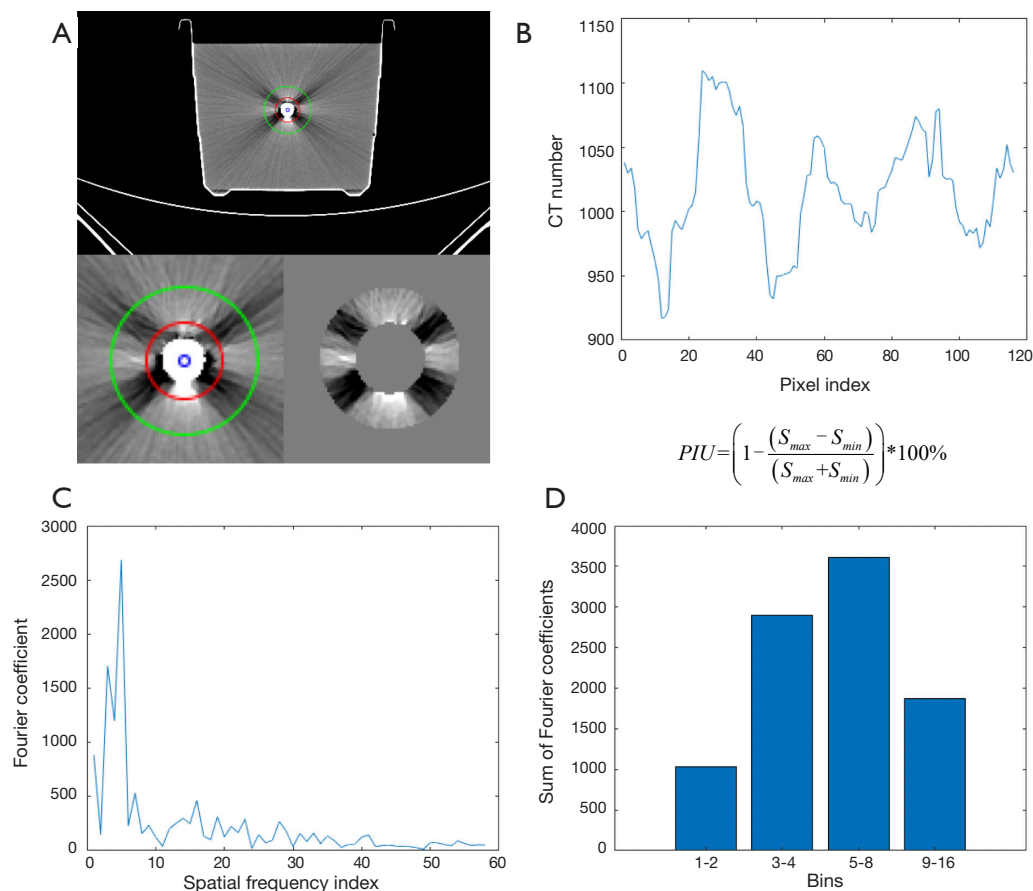 A
B
1150
1100
1050
1000
950
900
CT number
0 20 40 60 80 100 120
Pixel index
PIU=(1-(S_max − S_min)/(S_max+S_min))*100%
C
3000
2500
2000
1500
1000
500
0
Fourier coefficient
0 10 20 30 40 50 60
Spatial frequency index
D
4000
3500
3000
2500
2000
1500
1000
500
0
Sum of Fourier coefficients
1-2 3-4 5-8 9-16
Bins